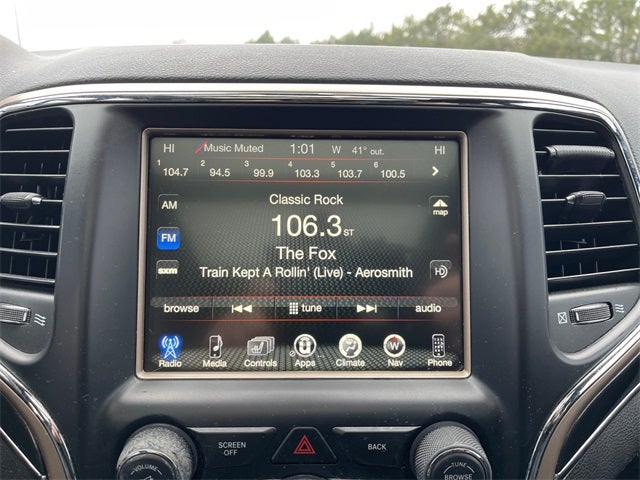 HI Music Muted 1:01 W 41° out. HI
1 104.7 2 94.5 3 99.9 4 103.3 5 103.7 6 100.5
AM
Classic Rock
map
FM
106.3 ST
The Fox
sxm
Train Kept A Rollin' (Live) - Aerosmith
HD
browse tune audio
Radio Media Controls Apps Climate Nav Phone
SCREEN OFF
BACK
VOLUME
TUNE
BROWSE